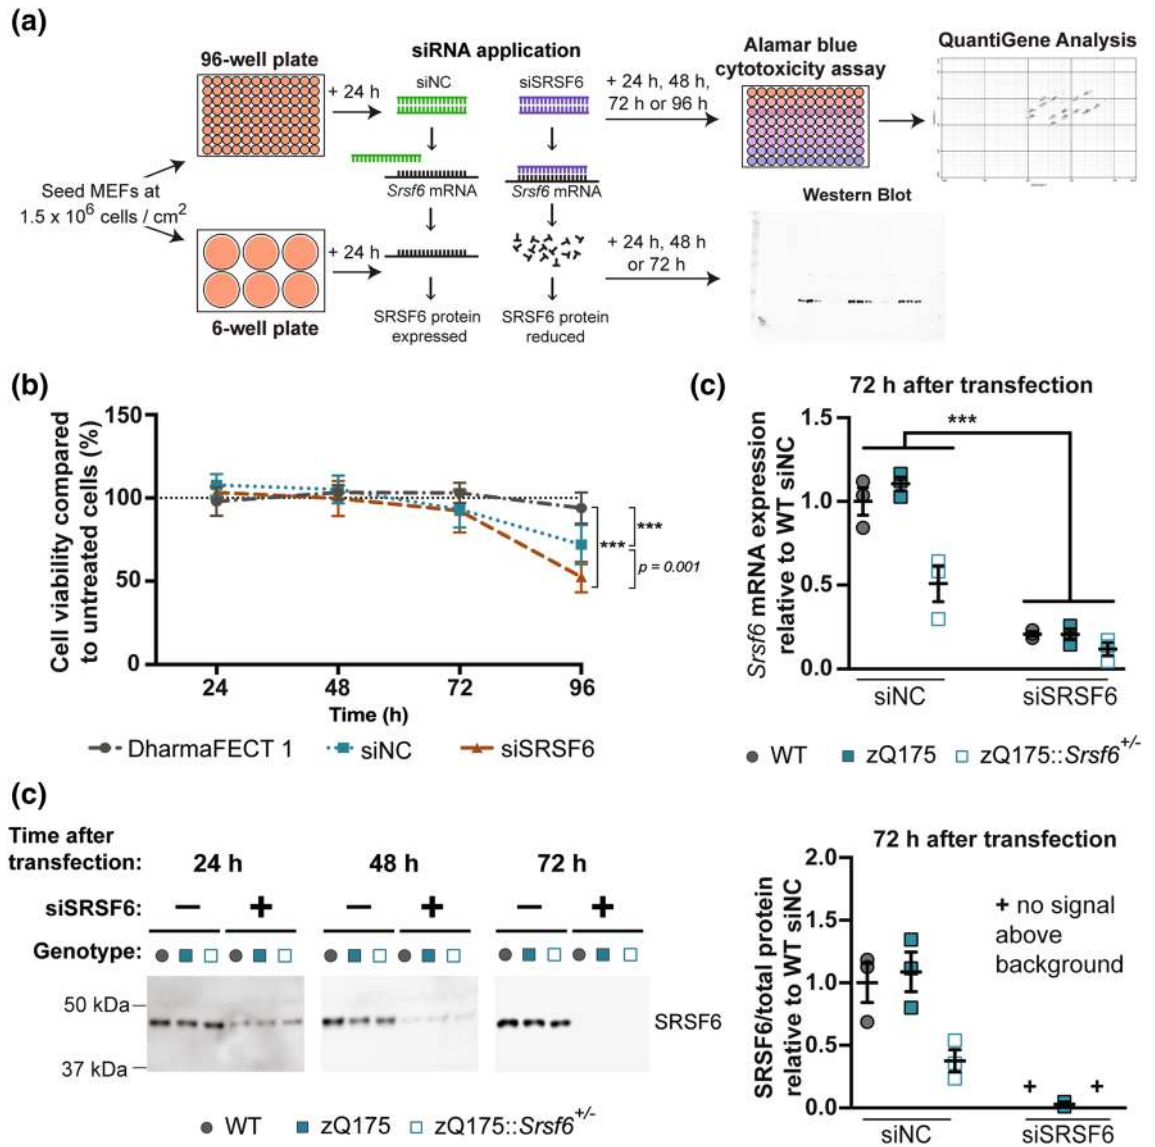 (a)
96-well plate
+ 24 h
siRNA application
siNC
siSRSF6
+ 24 h, 48 h,
72 h or 96 h
Alamar blue
cytotoxicity assay
QuantiGene Analysis
Seed MEFs at
1.5 x 10⁶ cells / cm²
Srsf6 mRNA
Srsf6 mRNA
Western Blot
+ 24 h
+ 24 h, 48 h
or 72 h
6-well plate
SRSF6 protein
expressed
SRSF6 protein
reduced
(b)
Cell viability compared
to untreated cells (%)
150
100
50
0
24
48
72
96
Time (h)
***
***
p = 0.001
DharmaFECT 1
siNC
siSRSF6
(c)
72 h after transfection
Srsf6 mRNA expression
relative to WT siNC
1.5
1.0
0.5
0.0
***
siNC
siSRSF6
WT
zQ175
zQ175::Srsf6+/-
(c)
Time after
transfection:
24 h
48 h
72 h
siSRSF6:
− + − + − +
Genotype:
50 kDa
37 kDa
SRSF6
WT
zQ175
zQ175::Srsf6+/-
72 h after transfection
SRSF6/total protein
relative to WT siNC
2.0
1.5
1.0
0.5
0.0
+ no signal
above
background
+ +
siNC
siSRSF6